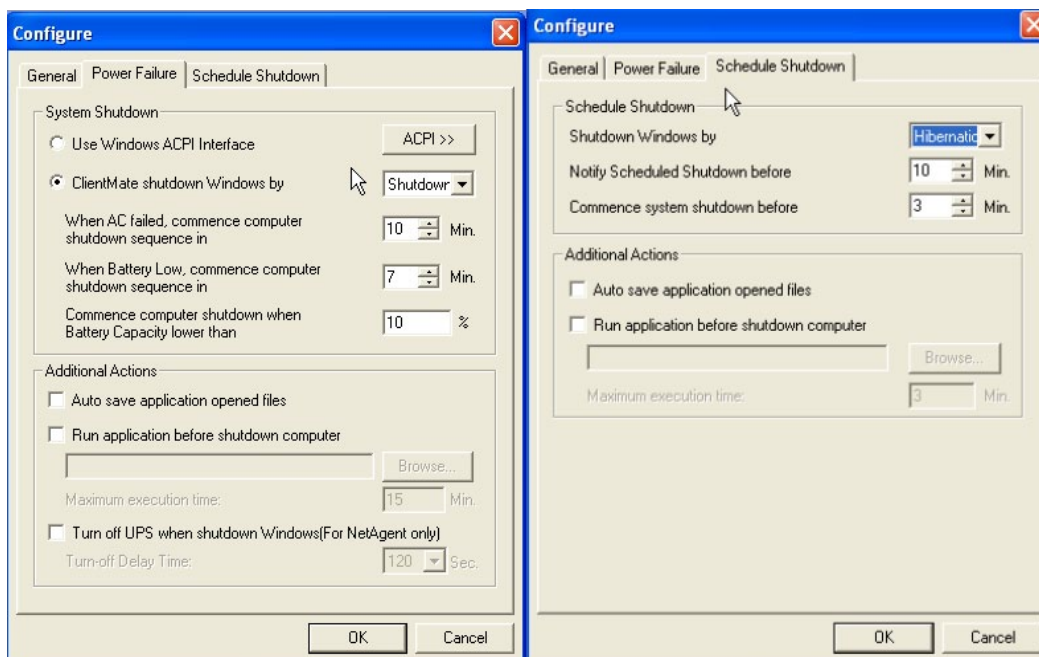 Configure
General
Power Failure
Schedule Shutdown
System Shutdown
Use Windows ACPI Interface
ACPI >>
ClientMate shutdown Windows by
Shutdowr
When AC failed, commence computer
shutdown sequence in
10
Min.
When Battery Low, commence computer
shutdown sequence in
7
Min.
Commence computer shutdown when
Battery Capacity lower than
10
%
Additional Actions
Auto save application opened files
Run application before shutdown computer
Browse...
Maximum execution time:
15
Min.
Turn off UPS when shutdown Windows(For NetAgent only)
Turn-off Delay Time:
120
Sec.
OK
Cancel
Configure
General
Power Failure
Schedule Shutdown
Schedule Shutdown
Shutdown Windows by
Hibernatic
Notify Scheduled Shutdown before
10
Min.
Commence system shutdown before
3
Min.
Additional Actions
Auto save application opened files
Run application before shutdown computer
Browse...
Maximum execution time:
3
Min.
OK
Cancel